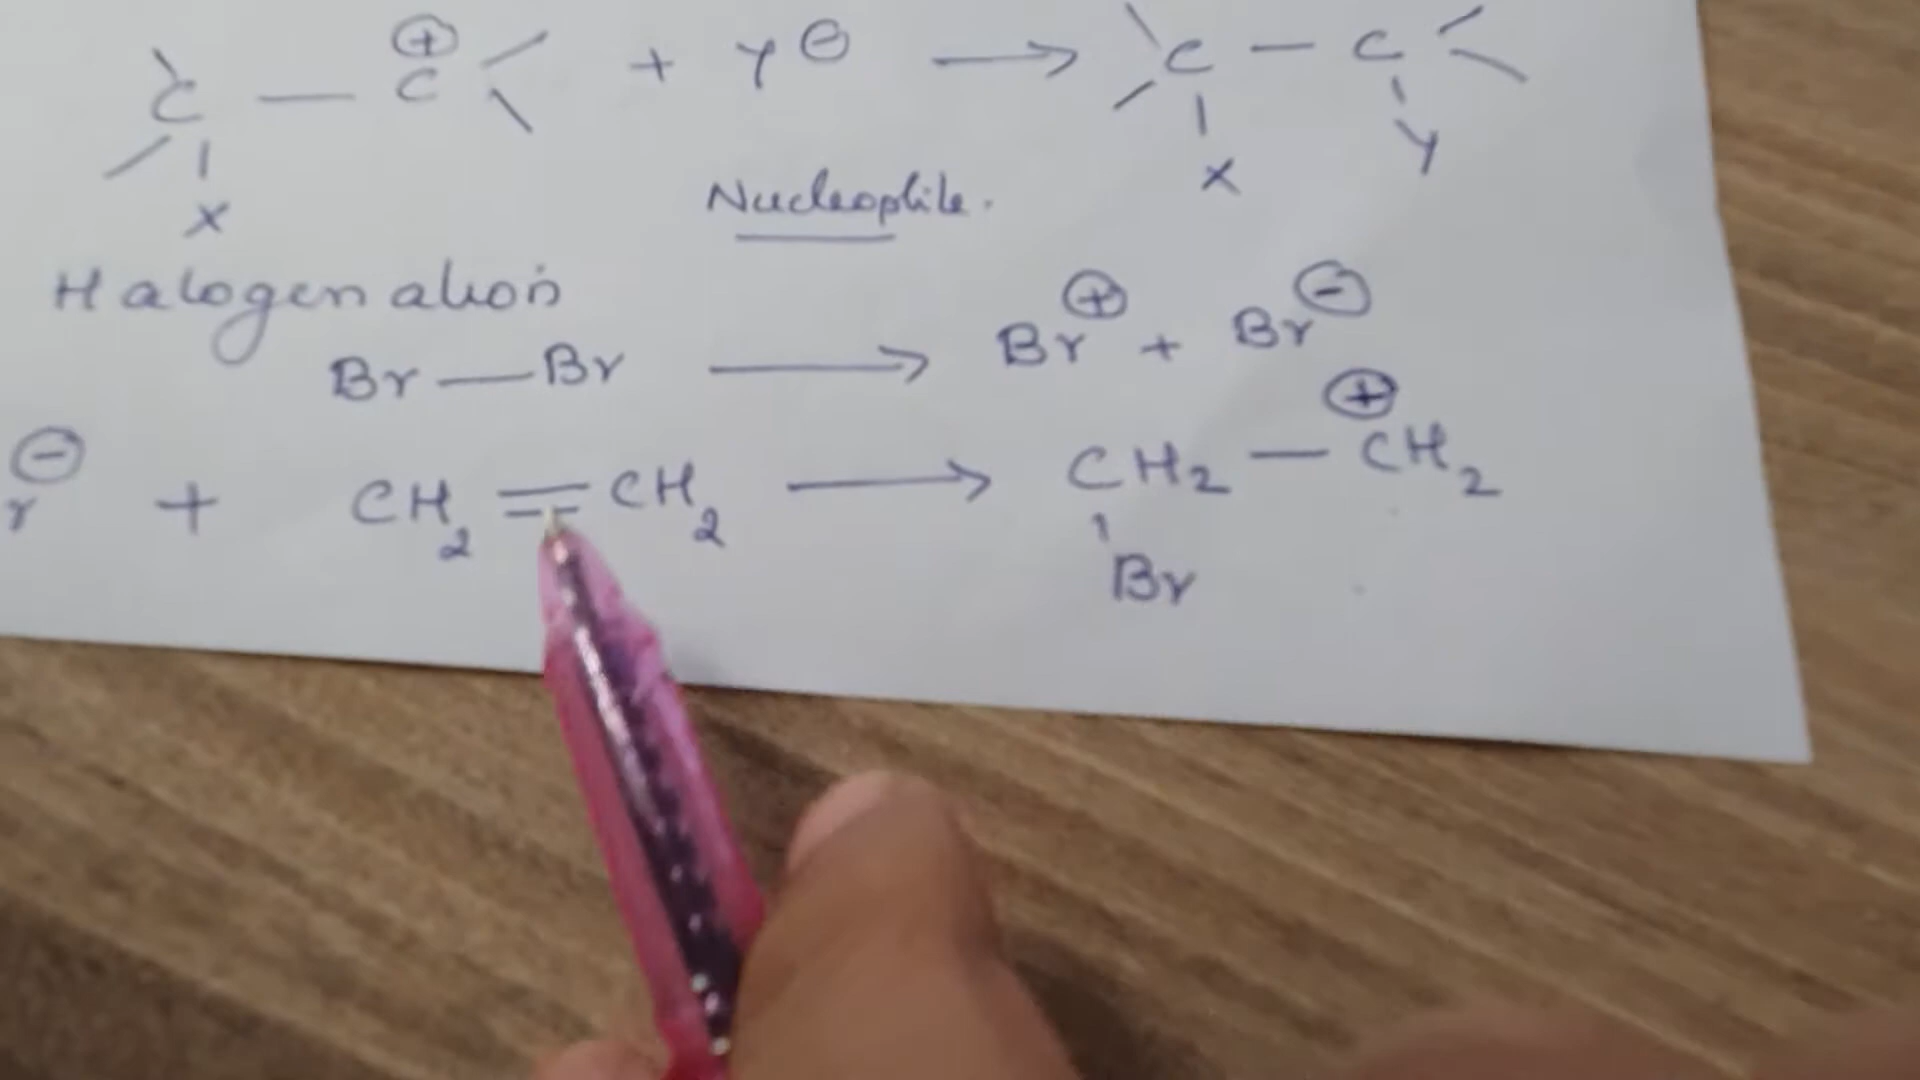 C — C⊕ + Y⊖ ⟶ C — C
X X Y
Nucleophile.
Halogenation
Br — Br ⟶ Br⊕ + Br⊖
r⊖ + CH₂ = CH₂ ⟶ CH₂ — CH₂⊕
Br